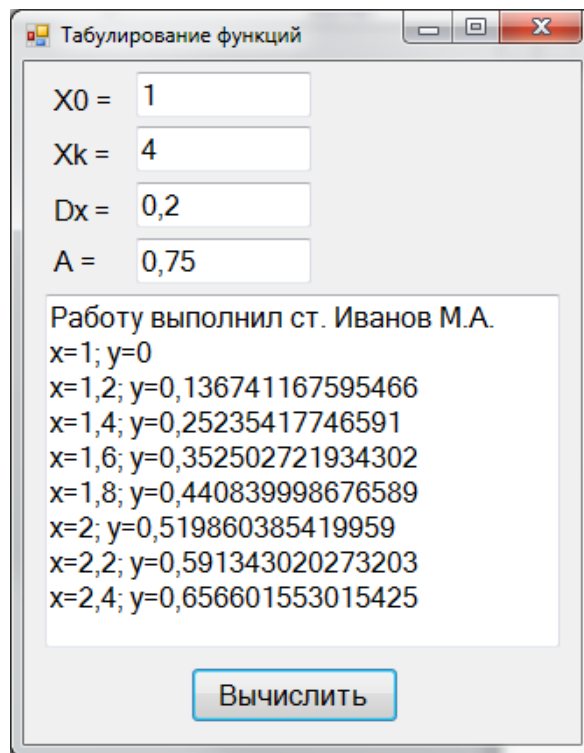 Табулирование функций
X0 = 1
Xk = 4
Dx = 0,2
A = 0,75
Работу выполнил ст. Иванов М.А.
x=1; y=0
x=1,2; y=0,136741167595466
x=1,4; y=0,25235417746591
x=1,6; y=0,352502721934302
x=1,8; y=0,440839998676589
x=2; y=0,519860385419959
x=2,2; y=0,591343020273203
x=2,4; y=0,656601553015425
Вычислить